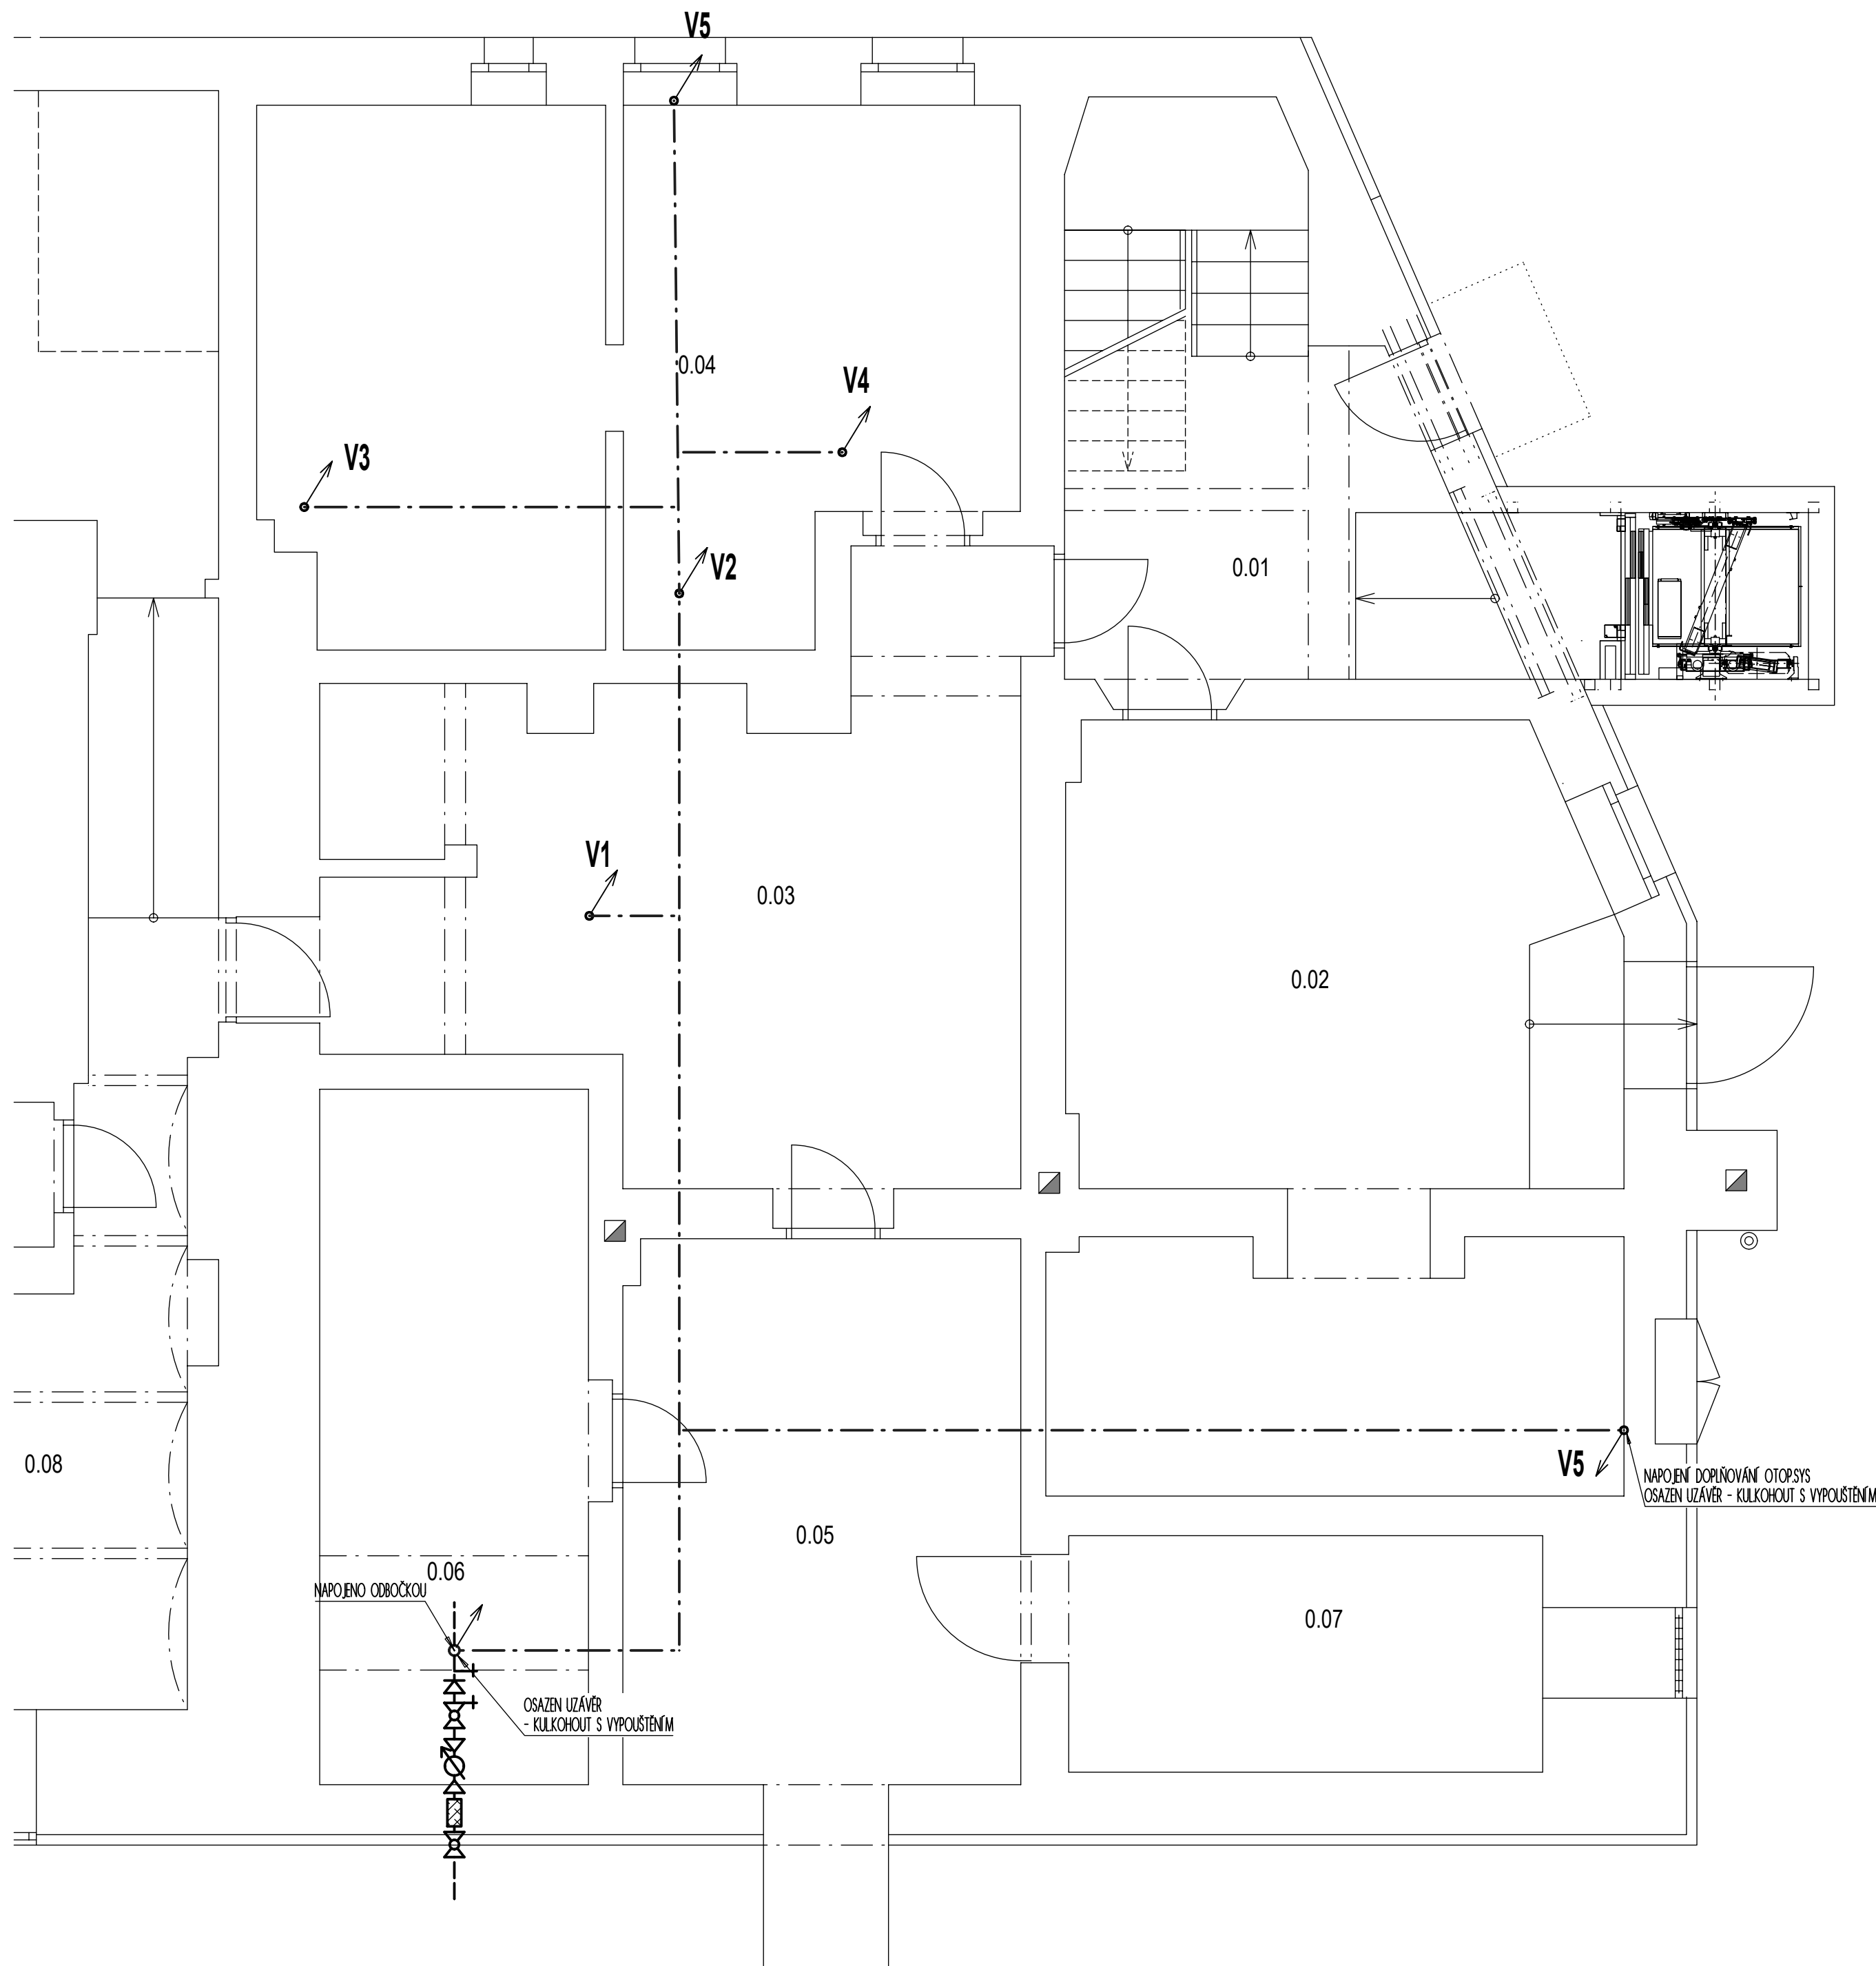 V5
0.04
V4
V3
V2
0.01
V1
0.03
0.02
0.08
V5
NAPOJENÍ DOPLŇOVÁNÍ OTOP.SYS
OSAZEN UZÁVĚR - KULKOHOUT S VYPOUŠTĚNÍM
0.05
0.06
NAPOJENO ODBOČKOU
0.07
OSAZEN UZÁVĚR
- KULKOHOUT S VYPOUŠTĚNÍM